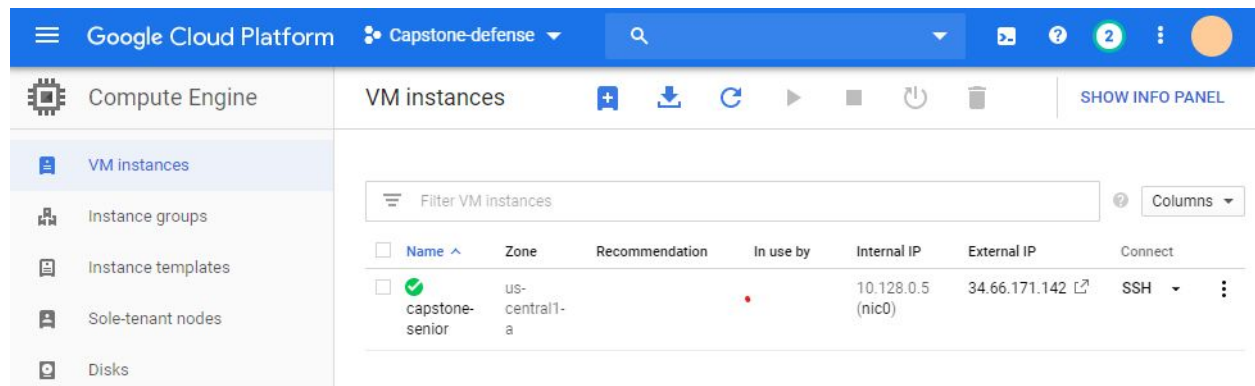 Google Cloud Platform
Capstone-defense
2
Compute Engine
VM instances
SHOW INFO PANEL
VM instances
Instance groups
Instance templates
Sole-tenant nodes
Disks
Filter VM instances
Columns
Name Zone Recommendation In use by Internal IP External IP Connect
capstone-senior us-central1-a 10.128.0.5 (nic0) 34.66.171.142 SSH